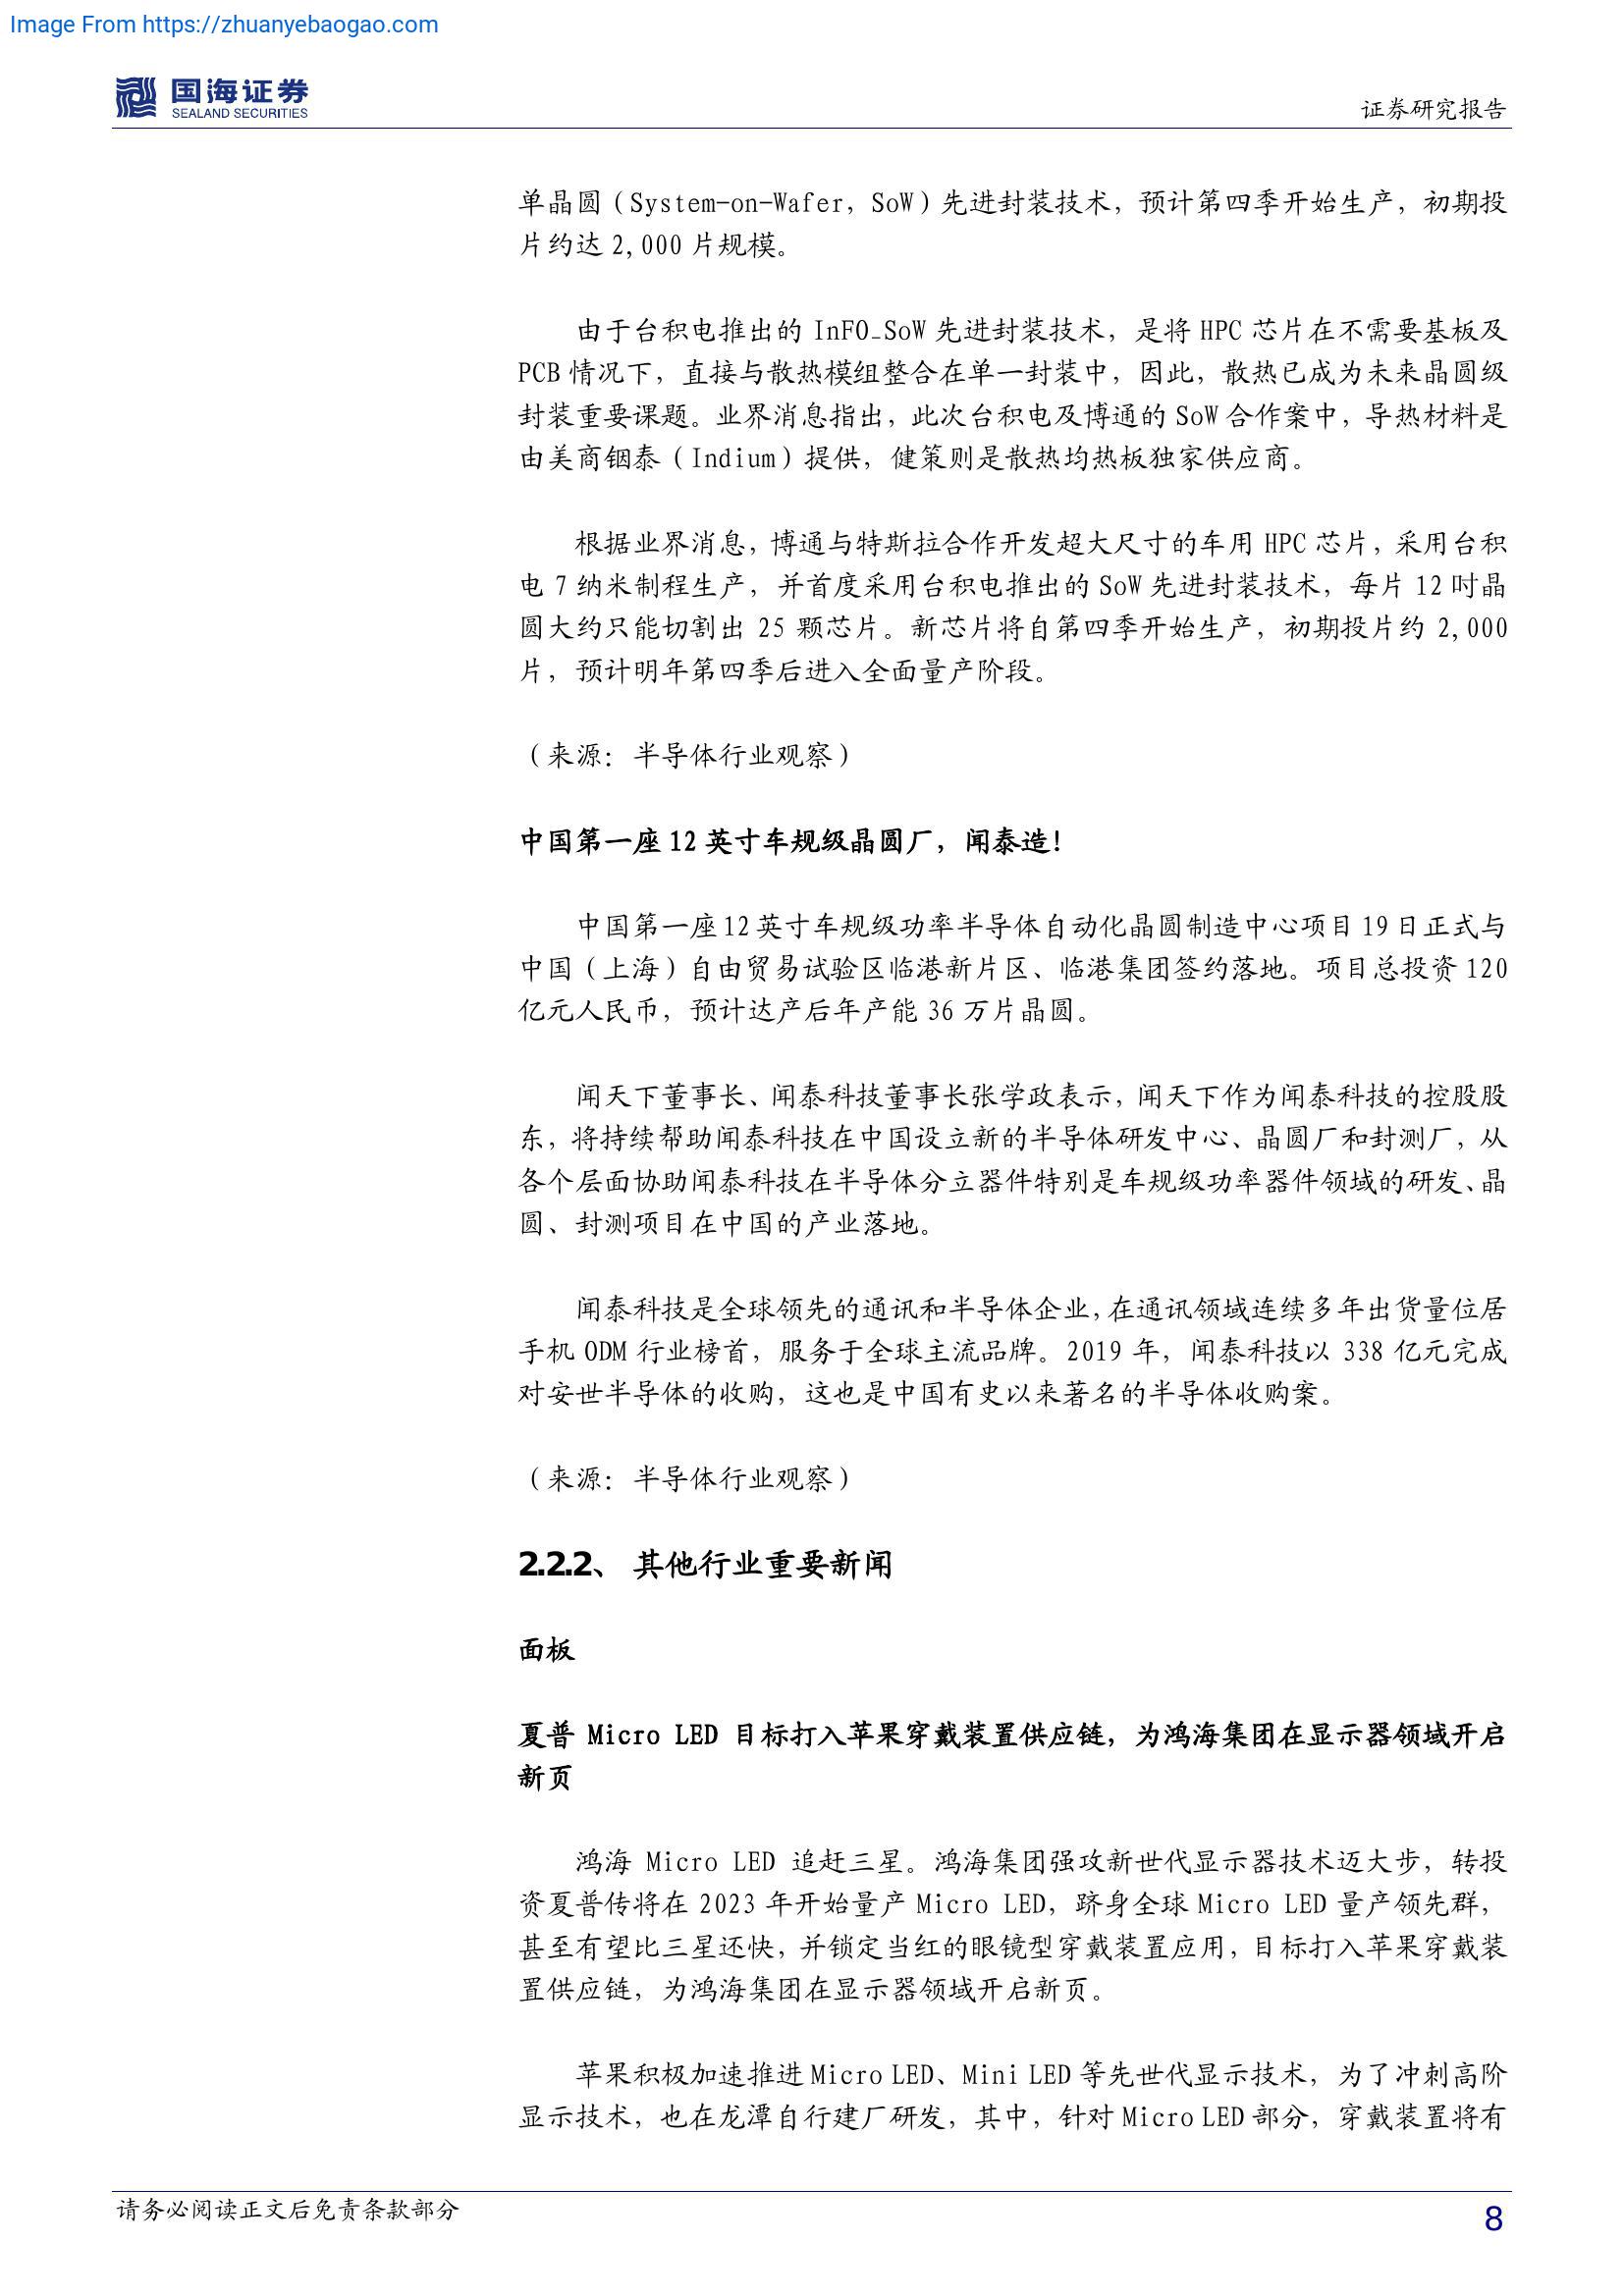 Image From https://zhuanyebaogao.com
国海证券
SEALAND SECURITIES
证券研究报告
单晶圆（System-on-Wafer，SoW）先进封装技术，预计第四季开始生产，初期投
片约达 2,000 片规模。
由于台积电推出的 InFO_SoW 先进封装技术，是将 HPC 芯片在不需要基板及
PCB 情况下，直接与散热模组整合在单一封装中，因此，散热已成为未来晶圆级
封装重要课题。业界消息指出，此次台积电及博通的 SoW 合作案中，导热材料是
由美商铟泰（Indium）提供，健策则是散热均热板独家供应商。
根据业界消息，博通与特斯拉合作开发超大尺寸的车用 HPC 芯片，采用台积
电 7 纳米制程生产，并首度采用台积电推出的 SoW 先进封装技术，每片 12 吋晶
圆大约只能切割出 25 颗芯片。新芯片将自第四季开始生产，初期投片约 2,000
片，预计明年第四季后进入全面量产阶段。
（来源：半导体行业观察）
中国第一座 12 英寸车规级晶圆厂，闻泰造！
中国第一座 12 英寸车规级功率半导体自动化晶圆制造中心项目 19 日正式与
中国（上海）自由贸易试验区临港新片区、临港集团签约落地。项目总投资 120
亿元人民币，预计达产后年产能 36 万片晶圆。
闻天下董事长、闻泰科技董事长张学政表示，闻天下作为闻泰科技的控股股
东，将持续帮助闻泰科技在中国设立新的半导体研发中心、晶圆厂和封测厂，从
各个层面协助闻泰科技在半导体分立器件特别是车规级功率器件领域的研发、晶
圆、封测项目在中国的产业落地。
闻泰科技是全球领先的通讯和半导体企业，在通讯领域连续多年出货量位居
手机 ODM 行业榜首，服务于全球主流品牌。2019 年，闻泰科技以 338 亿元完成
对安世半导体的收购，这也是中国有史以来著名的半导体收购案。
（来源：半导体行业观察）
2.2.2、 其他行业重要新闻
面板
夏普 Micro LED 目标打入苹果穿戴装置供应链，为鸿海集团在显示器领域开启
新页
鸿海 Micro LED 追赶三星。鸿海集团强攻新世代显示器技术迈大步，转投
资夏普传将在 2023 年开始量产 Micro LED，跻身全球 Micro LED 量产领先群，
甚至有望比三星还快，并锁定当红的眼镜型穿戴装置应用，目标打入苹果穿戴装
置供应链，为鸿海集团在显示器领域开启新页。
苹果积极加速推进 Micro LED、Mini LED 等先世代显示技术，为了冲刺高阶
显示技术，也在龙潭自行建厂研发，其中，针对 Micro LED 部分，穿戴装置将有
请务必阅读正文后免责条款部分
8